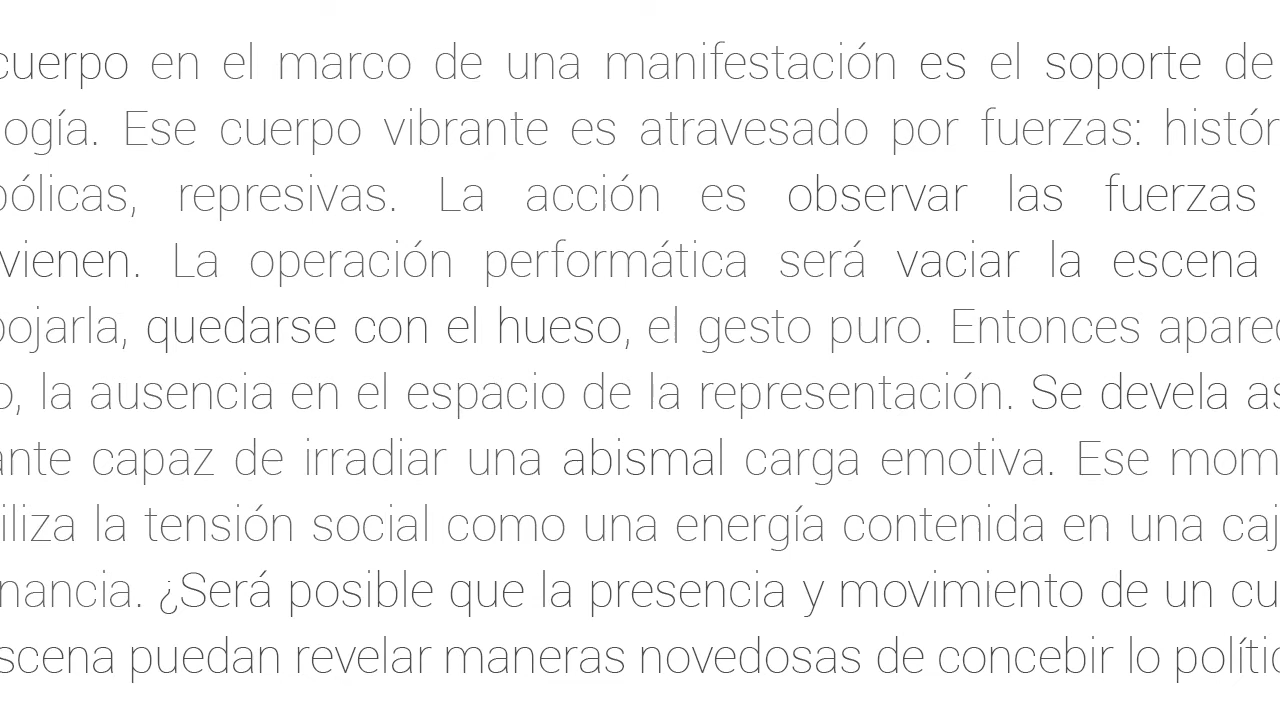 cuerpo en el marco de una manifestación es el soporte de
ogía. Ese cuerpo vibrante es atravesado por fuerzas: histór
bólicas, represivas. La acción es observar las fuerzas
vienen. La operación performática será vaciar la escena
pojarla, quedarse con el hueso, el gesto puro. Entonces aparec
o, la ausencia en el espacio de la representación. Se devela as
ante capaz de irradiar una abismal carga emotiva. Ese mom
iliza la tensión social como una energía contenida en una caj
nancia. ¿Será posible que la presencia y movimiento de un cu
scena puedan revelar maneras novedosas de concebir lo polític